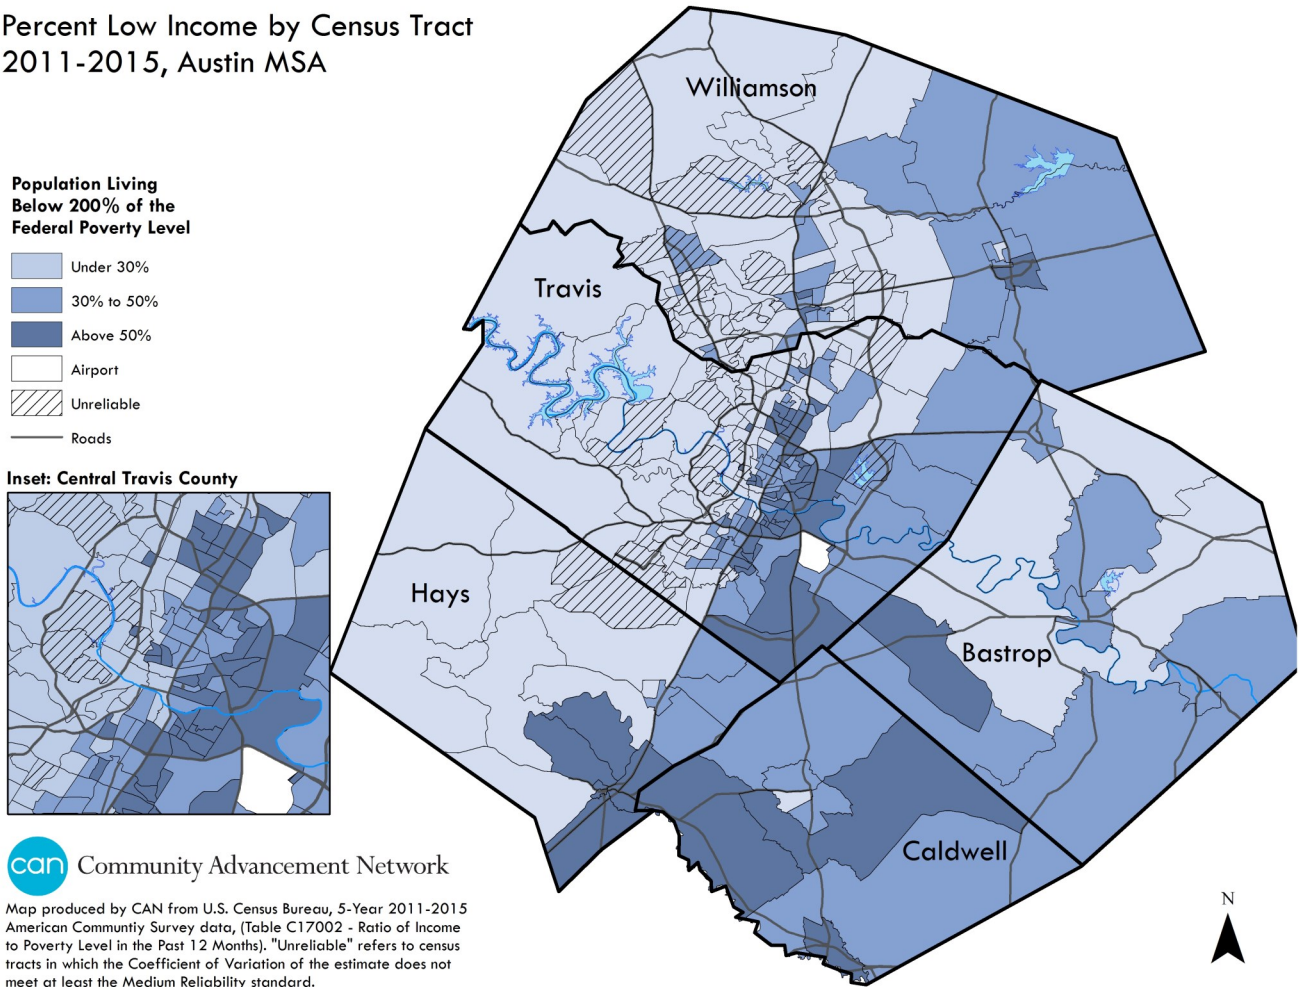 Percent Low Income by Census Tract
2011-2015, Austin MSA
Population Living
Below 200% of the
Federal Poverty Level
Under 30%
30% to 50%
Above 50%
Airport
Unreliable
Roads
Inset: Central Travis County
Williamson
Travis
Hays
Bastrop
Caldwell
N
can Community Advancement Network
Map produced by CAN from U.S. Census Bureau, 5-Year 2011-2015
American Communtiy Survey data, (Table C17002 - Ratio of Income
to Poverty Level in the Past 12 Months). "Unreliable" refers to census
tracts in which the Coefficient of Variation of the estimate does not
meet at least the Medium Reliability standard.